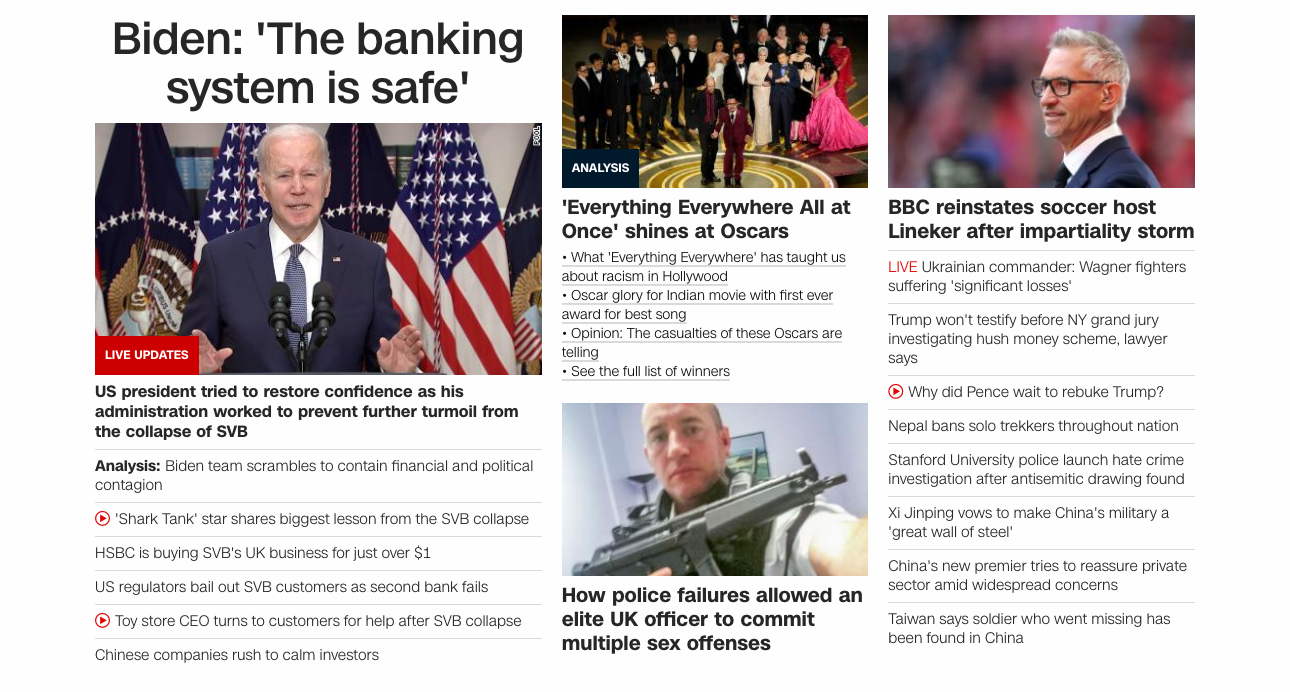 Biden: 'The banking
system is safe'
POOL
LIVE UPDATES
US president tried to restore confidence as his
administration worked to prevent further turmoil from
the collapse of SVB
Analysis: Biden team scrambles to contain financial and political
contagion
'Shark Tank' star shares biggest lesson from the SVB collapse
HSBC is buying SVB's UK business for just over $1
US regulators bail out SVB customers as second bank fails
Toy store CEO turns to customers for help after SVB collapse
Chinese companies rush to calm investors
ANALYSIS
'Everything Everywhere All at
Once' shines at Oscars
• What 'Everything Everywhere' has taught us
about racism in Hollywood
• Oscar glory for Indian movie with first ever
award for best song
• Opinion: The casualties of these Oscars are
telling
• See the full list of winners
How police failures allowed an
elite UK officer to commit
multiple sex offenses
BBC reinstates soccer host
Lineker after impartiality storm
LIVE Ukrainian commander: Wagner fighters
suffering 'significant losses'
Trump won't testify before NY grand jury
investigating hush money scheme, lawyer
says
Why did Pence wait to rebuke Trump?
Nepal bans solo trekkers throughout nation
Stanford University police launch hate crime
investigation after antisemitic drawing found
Xi Jinping vows to make China's military a
'great wall of steel'
China's new premier tries to reassure private
sector amid widespread concerns
Taiwan says soldier who went missing has
been found in China